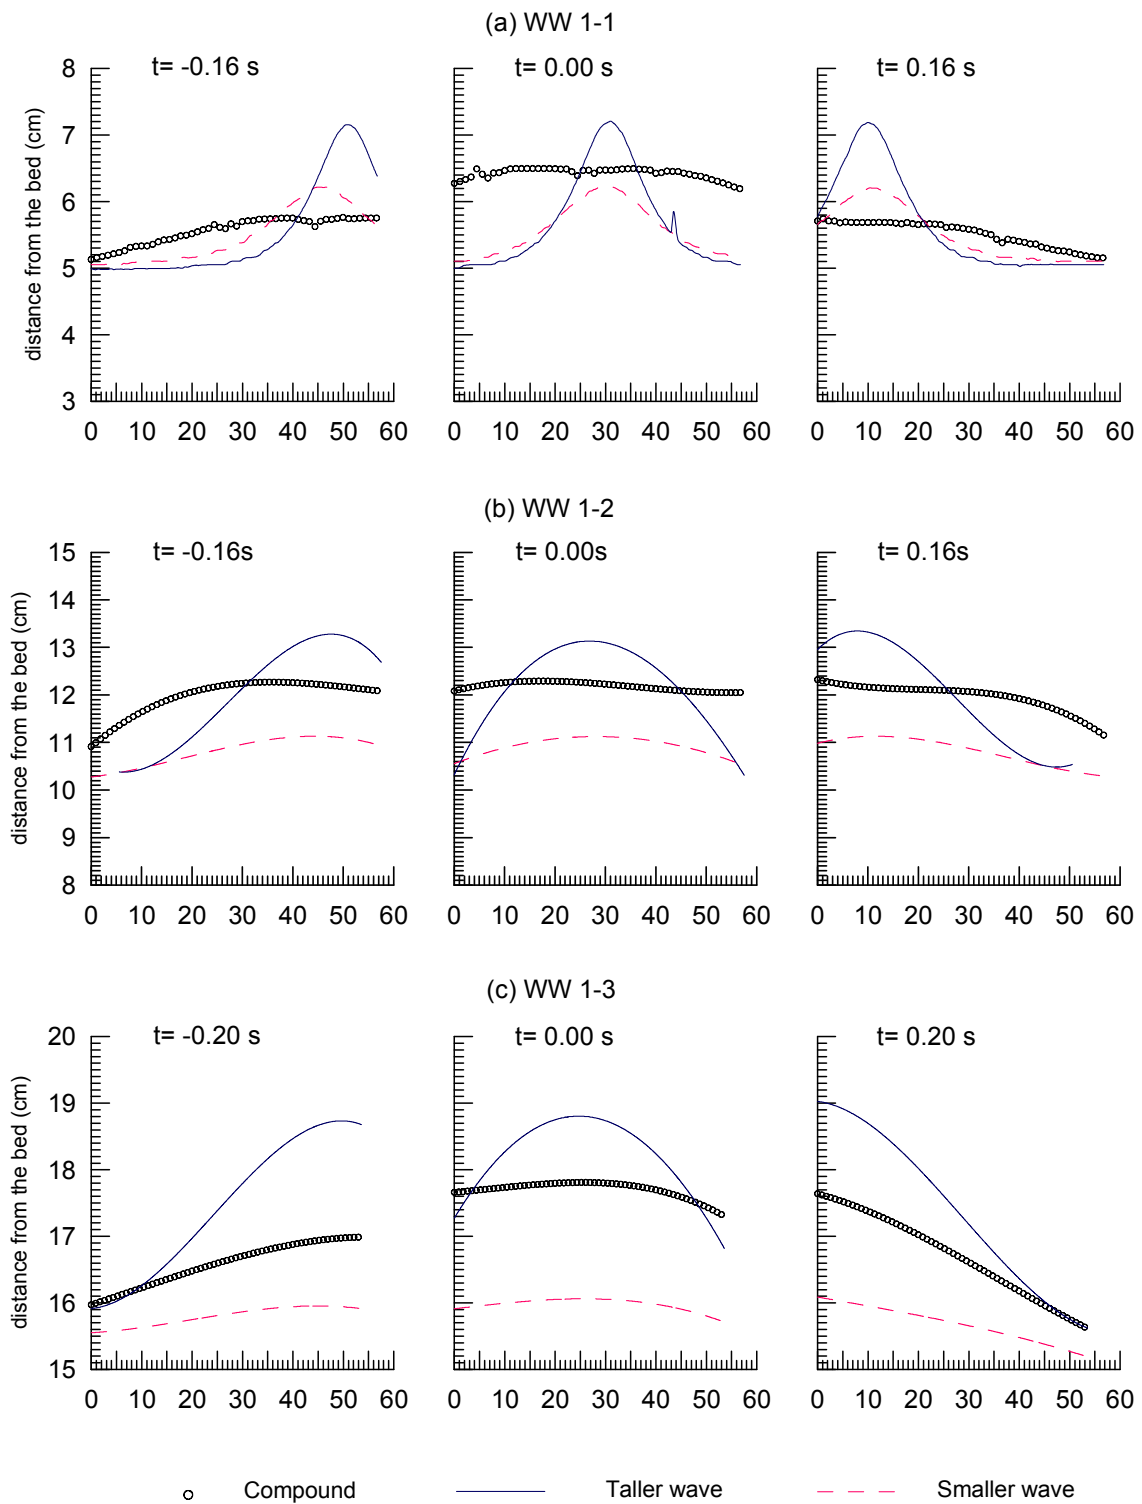 (a) WW 1-1
t= -0.16 s
t= 0.00 s
t= 0.16 s
distance from the bed (cm)
8
7
6
5
4
3
0 10 20 30 40 50 60
0 10 20 30 40 50 60
0 10 20 30 40 50 60
(b) WW 1-2
t= -0.16s
t= 0.00s
t= 0.16s
distance from the bed (cm)
15
14
13
12
11
10
9
8
0 10 20 30 40 50 60
0 10 20 30 40 50 60
0 10 20 30 40 50 60
(c) WW 1-3
t= -0.20 s
t= 0.00 s
t= 0.20 s
distance from the bed (cm)
20
19
18
17
16
15
0 10 20 30 40 50 60
0 10 20 30 40 50 60
0 10 20 30 40 50 60
Compound
Taller wave
Smaller wave